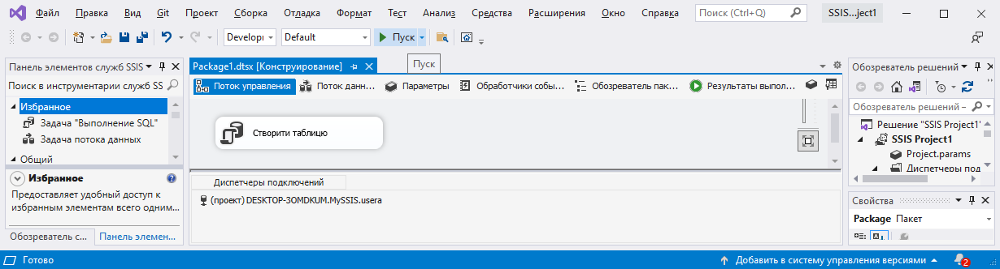 Файл Правка Вид Git Проект Сборка Отладка Формат Тест Анализ Средства Расширения Окно Справка Поиск (Ctrl+Q) SSIS...ject1
Developi Default Пуск
Пуск
Панель элементов служб SSIS
Поиск в инструментарии служб SS
Избранное
Задача "Выполнение SQL"
Задача потока данных
Общий
Избранное
Предоставляет удобный доступ к
избранным элементам всего одним...
Обозреватель с... Панель элемен...
Package1.dtsx [Конструирование]
Поток управления Поток данн... Параметры Обработчики собы... Обозреватель пак... Результаты выпол...
Створити таблицю
Диспетчеры подключений
(проект) DESKTOP-3OMDKUM.MySSIS.usera
Обозреватель решений
Обозреватель решений –
Решение "SSIS Project1"
SSIS Project1
Project.params
Диспетчеры под
Свойства
Package Пакет
Готово Добавить в систему управления версиями 2